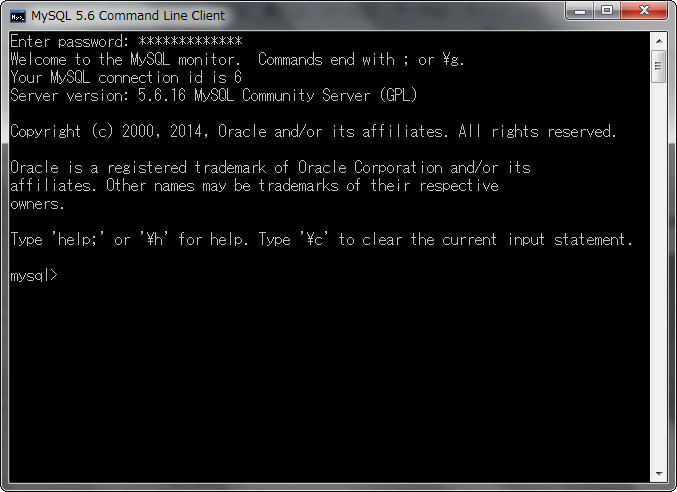 MySQL 5.6 Command Line Client
Enter password: *************
Welcome to the MySQL monitor.  Commands end with ; or ¥g.
Your MySQL connection id is 6
Server version: 5.6.16 MySQL Community Server (GPL)
Copyright (c) 2000, 2014, Oracle and/or its affiliates. All rights reserved.
Oracle is a registered trademark of Oracle Corporation and/or its
affiliates. Other names may be trademarks of their respective
owners.
Type 'help;' or '¥h' for help. Type '¥c' to clear the current input statement.
mysql>